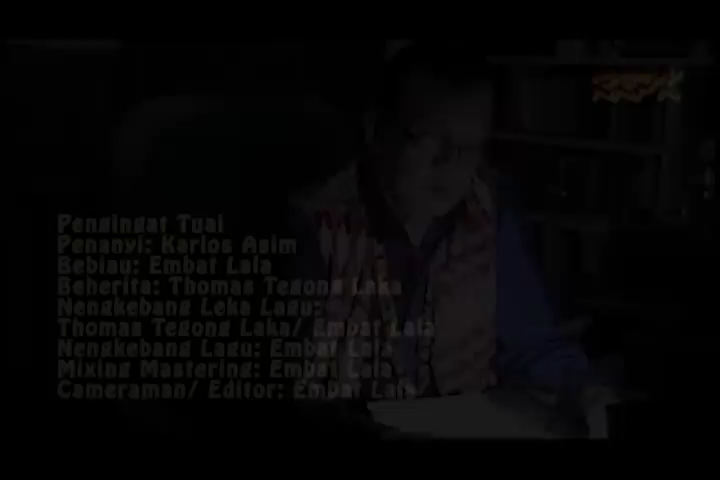 Pengingat Tuai
Penanyi: Karlos Asim
Bebiau: Embat Lala
Beherita: Thomas Tegong Laka
Nengkebang Leka Lagu:
Thomas Tegong Laka/ Embat Lala
Nengkebang Lagu: Embat Lala
Mixing Mastering: Embat Lala
Cameraman/ Editor: Embat Lala